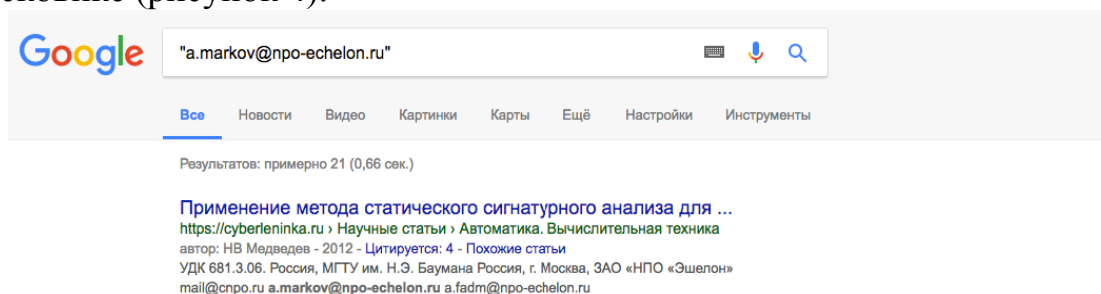 (рисунок 4).
Google "a.markov@npo-echelon.ru"
Все Новости Видео Картинки Карты Ещё Настройки Инструменты
Результатов: примерно 21 (0,66 сек.)
Применение метода статического сигнатурного анализа для ...
https://cyberleninka.ru › Научные статьи › Автоматика. Вычислительная техника
автор: НВ Медведев - 2012 - Цитируется: 4 - Похожие статьи
УДК 681.3.06. Россия, МГТУ им. Н.Э. Баумана Россия, г. Москва, ЗАО «НПО «Эшелон»
mail@cnpo.ru a.markov@npo-echelon.ru a.fadm@npo-echelon.ru